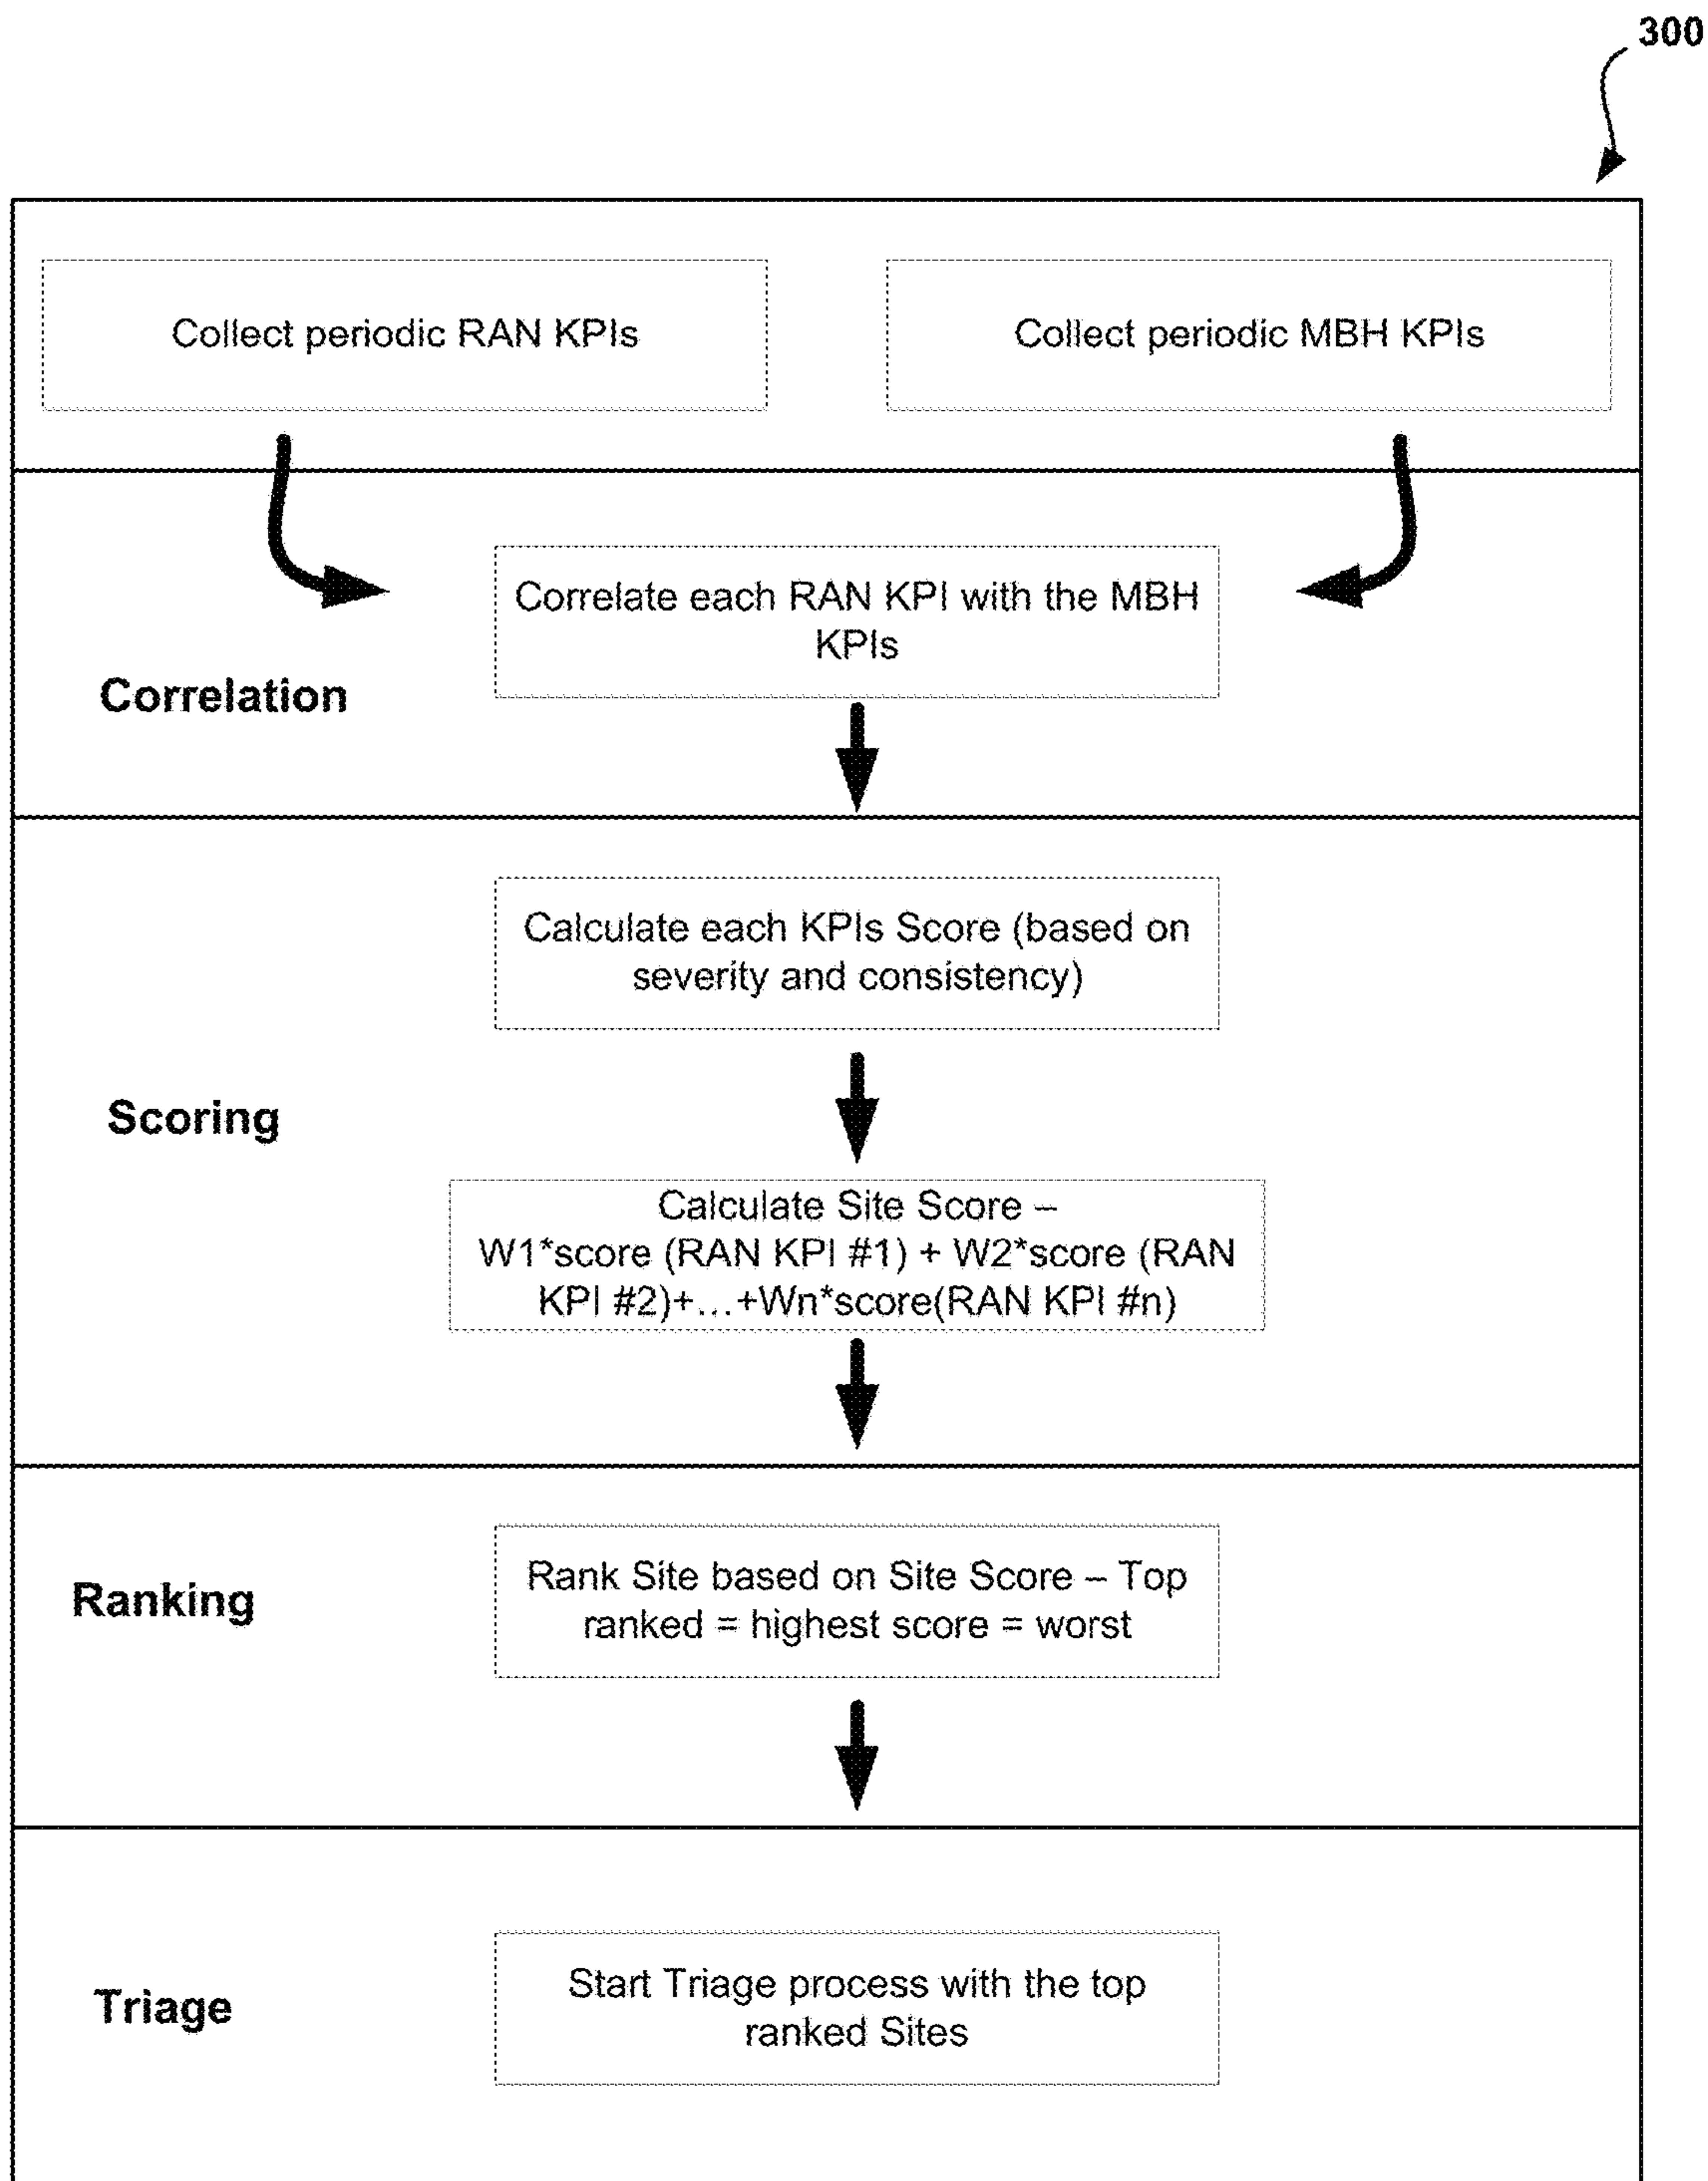 300
Collect periodic RAN KPIs
Collect periodic MBH KPIs
Correlate each RAN KPI with the MBH
KPIs
Correlation
Calculate each KPIs Score (based on
severity and consistency)
Scoring
Calculate Site Score –
W1*score (RAN KPI #1) + W2*score (RAN
KPI #2)+...+Wn*score(RAN KPI #n)
Ranking
Rank Site based on Site Score – Top
ranked = highest score = worst
Triage
Start Triage process with the top
ranked Sites